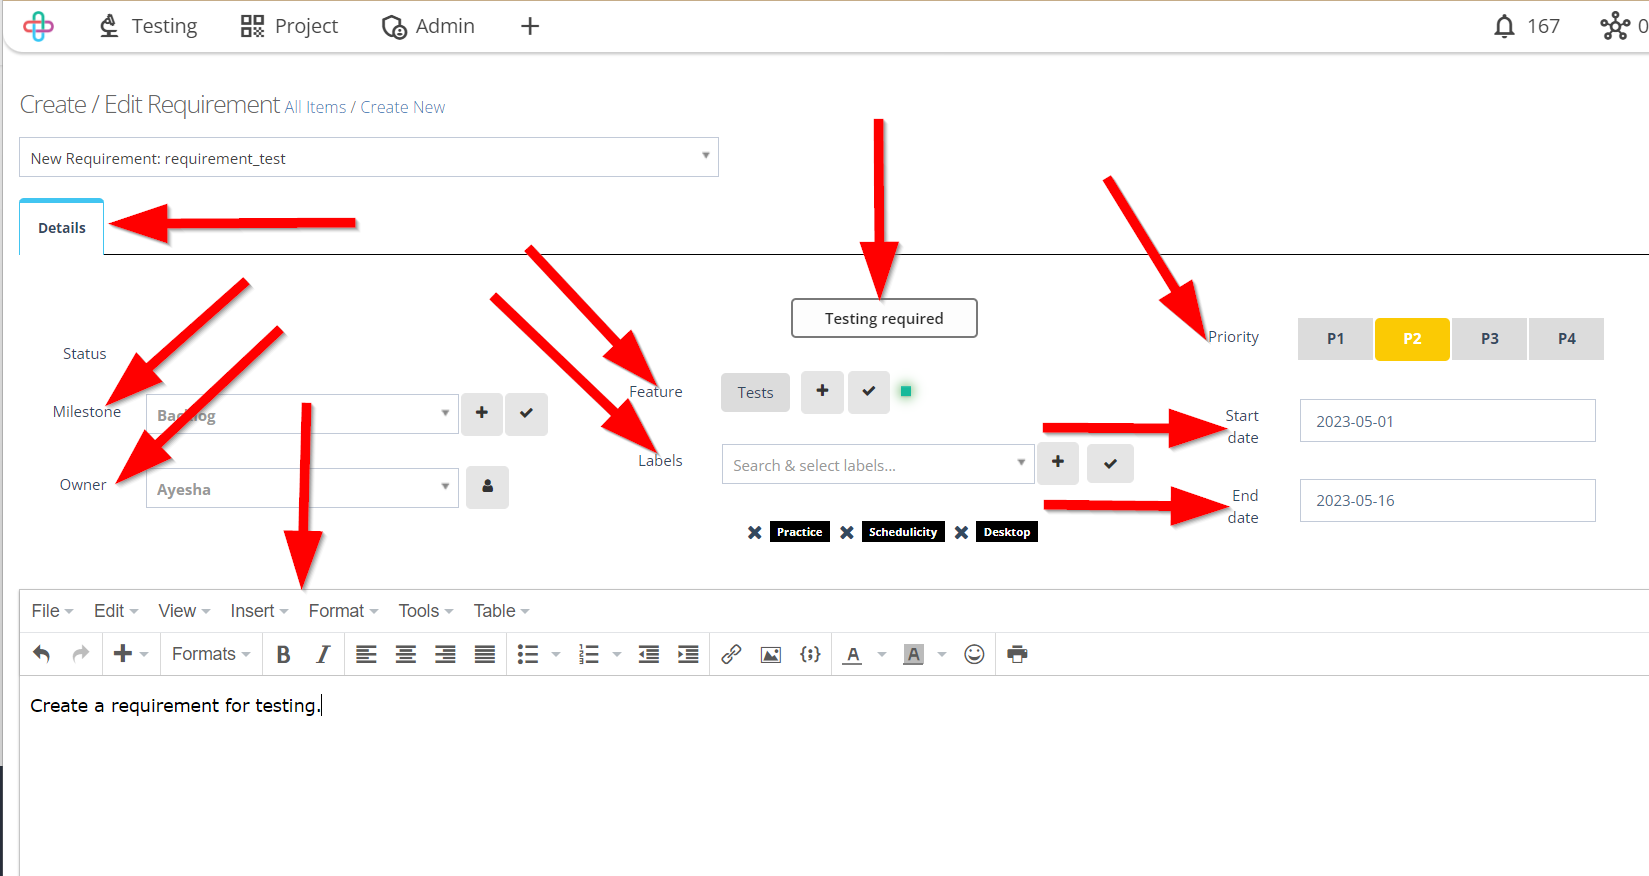 Testing Project Admin 167 0
Create / Edit Requirement All Items / Create New
New Requirement: requirement_test
Details
Testing required
Status
Priority P1 P2 P3 P4
Milestone Backlog
Feature Tests
Start date 2023-05-01
Owner Ayesha
Labels Search & select labels...
End date 2023-05-16
Practice Schedulicity Desktop
File Edit View Insert Format Tools Table
Formats B I A A
Create a requirement for testing.